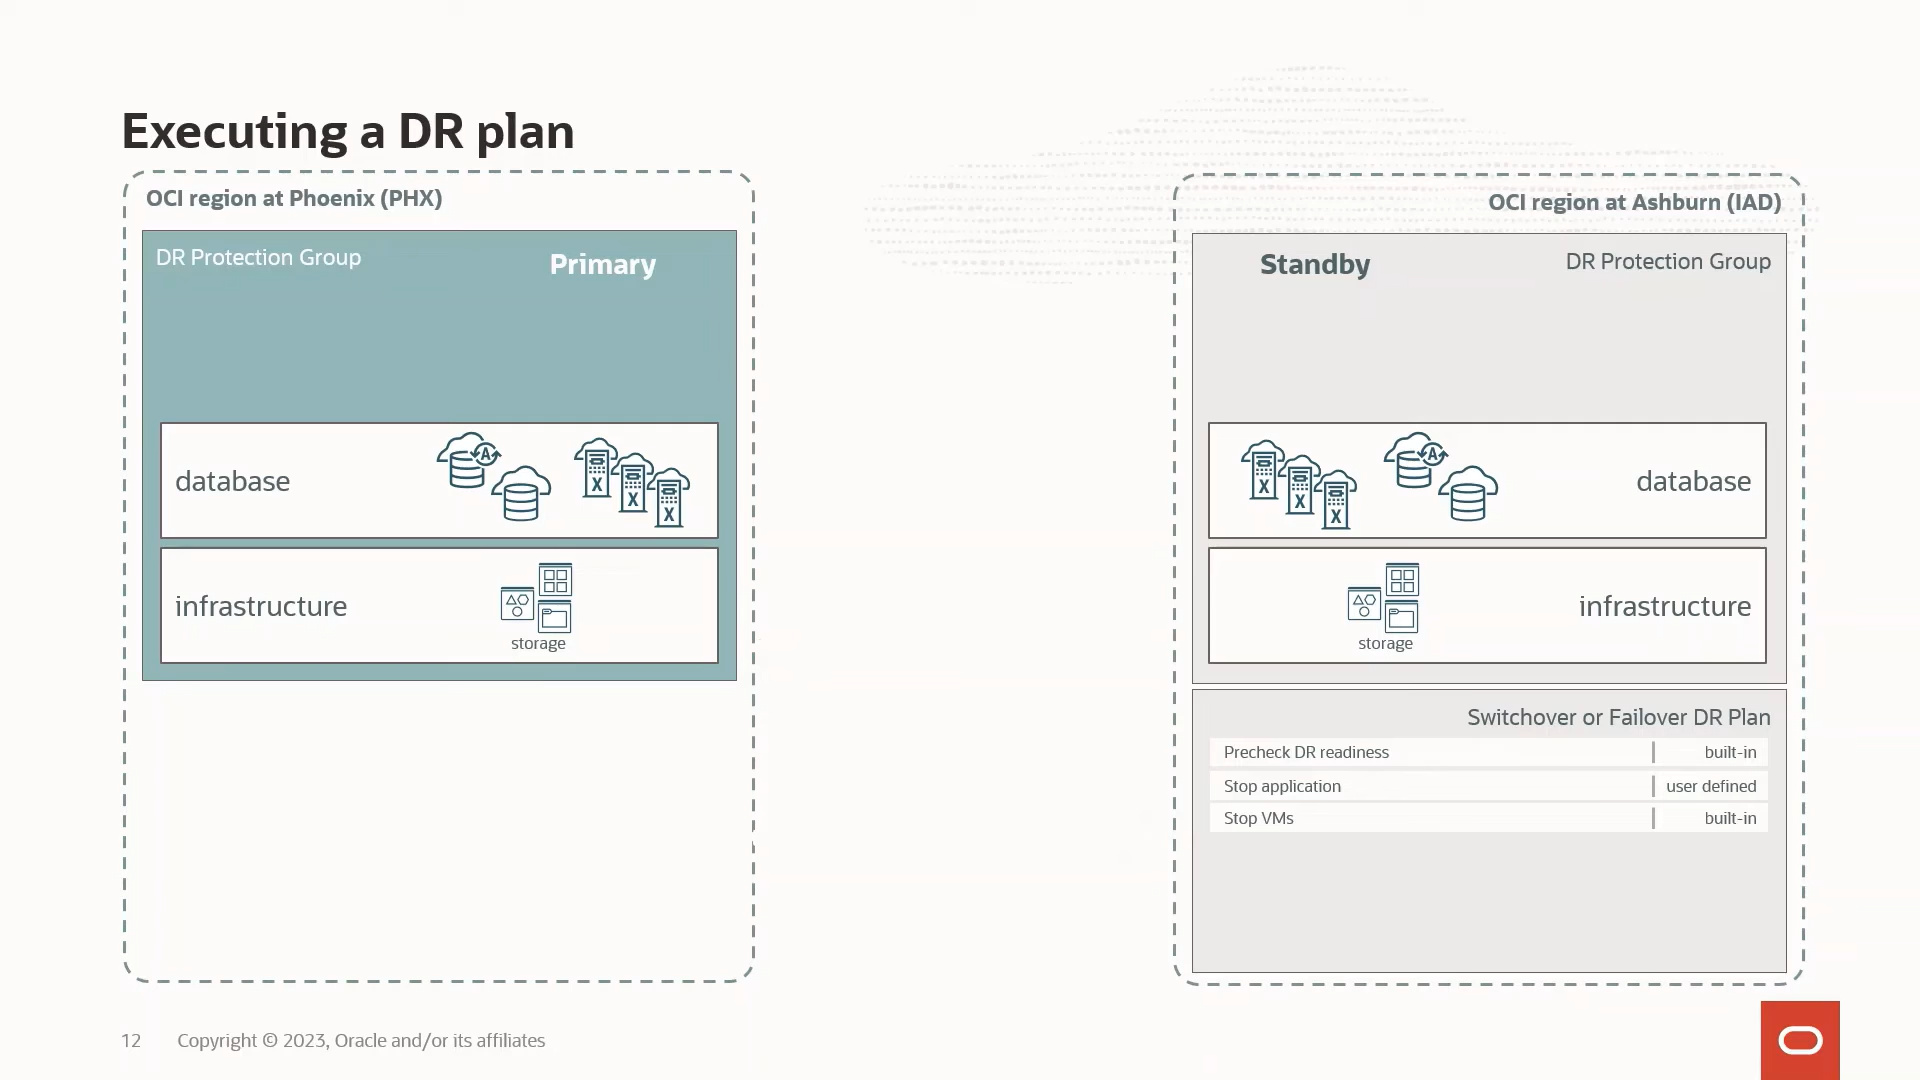 Executing a DR plan
OCI region at Phoenix (PHX)
DR Protection Group
Primary
database
A
X
X
X
infrastructure
storage
OCI region at Ashburn (IAD)
Standby
DR Protection Group
X
X
X
A
database
storage
infrastructure
Switchover or Failover DR Plan
Precheck DR readiness built-in
Stop application user defined
Stop VMs built-in
12 Copyright © 2023, Oracle and/or its affiliates